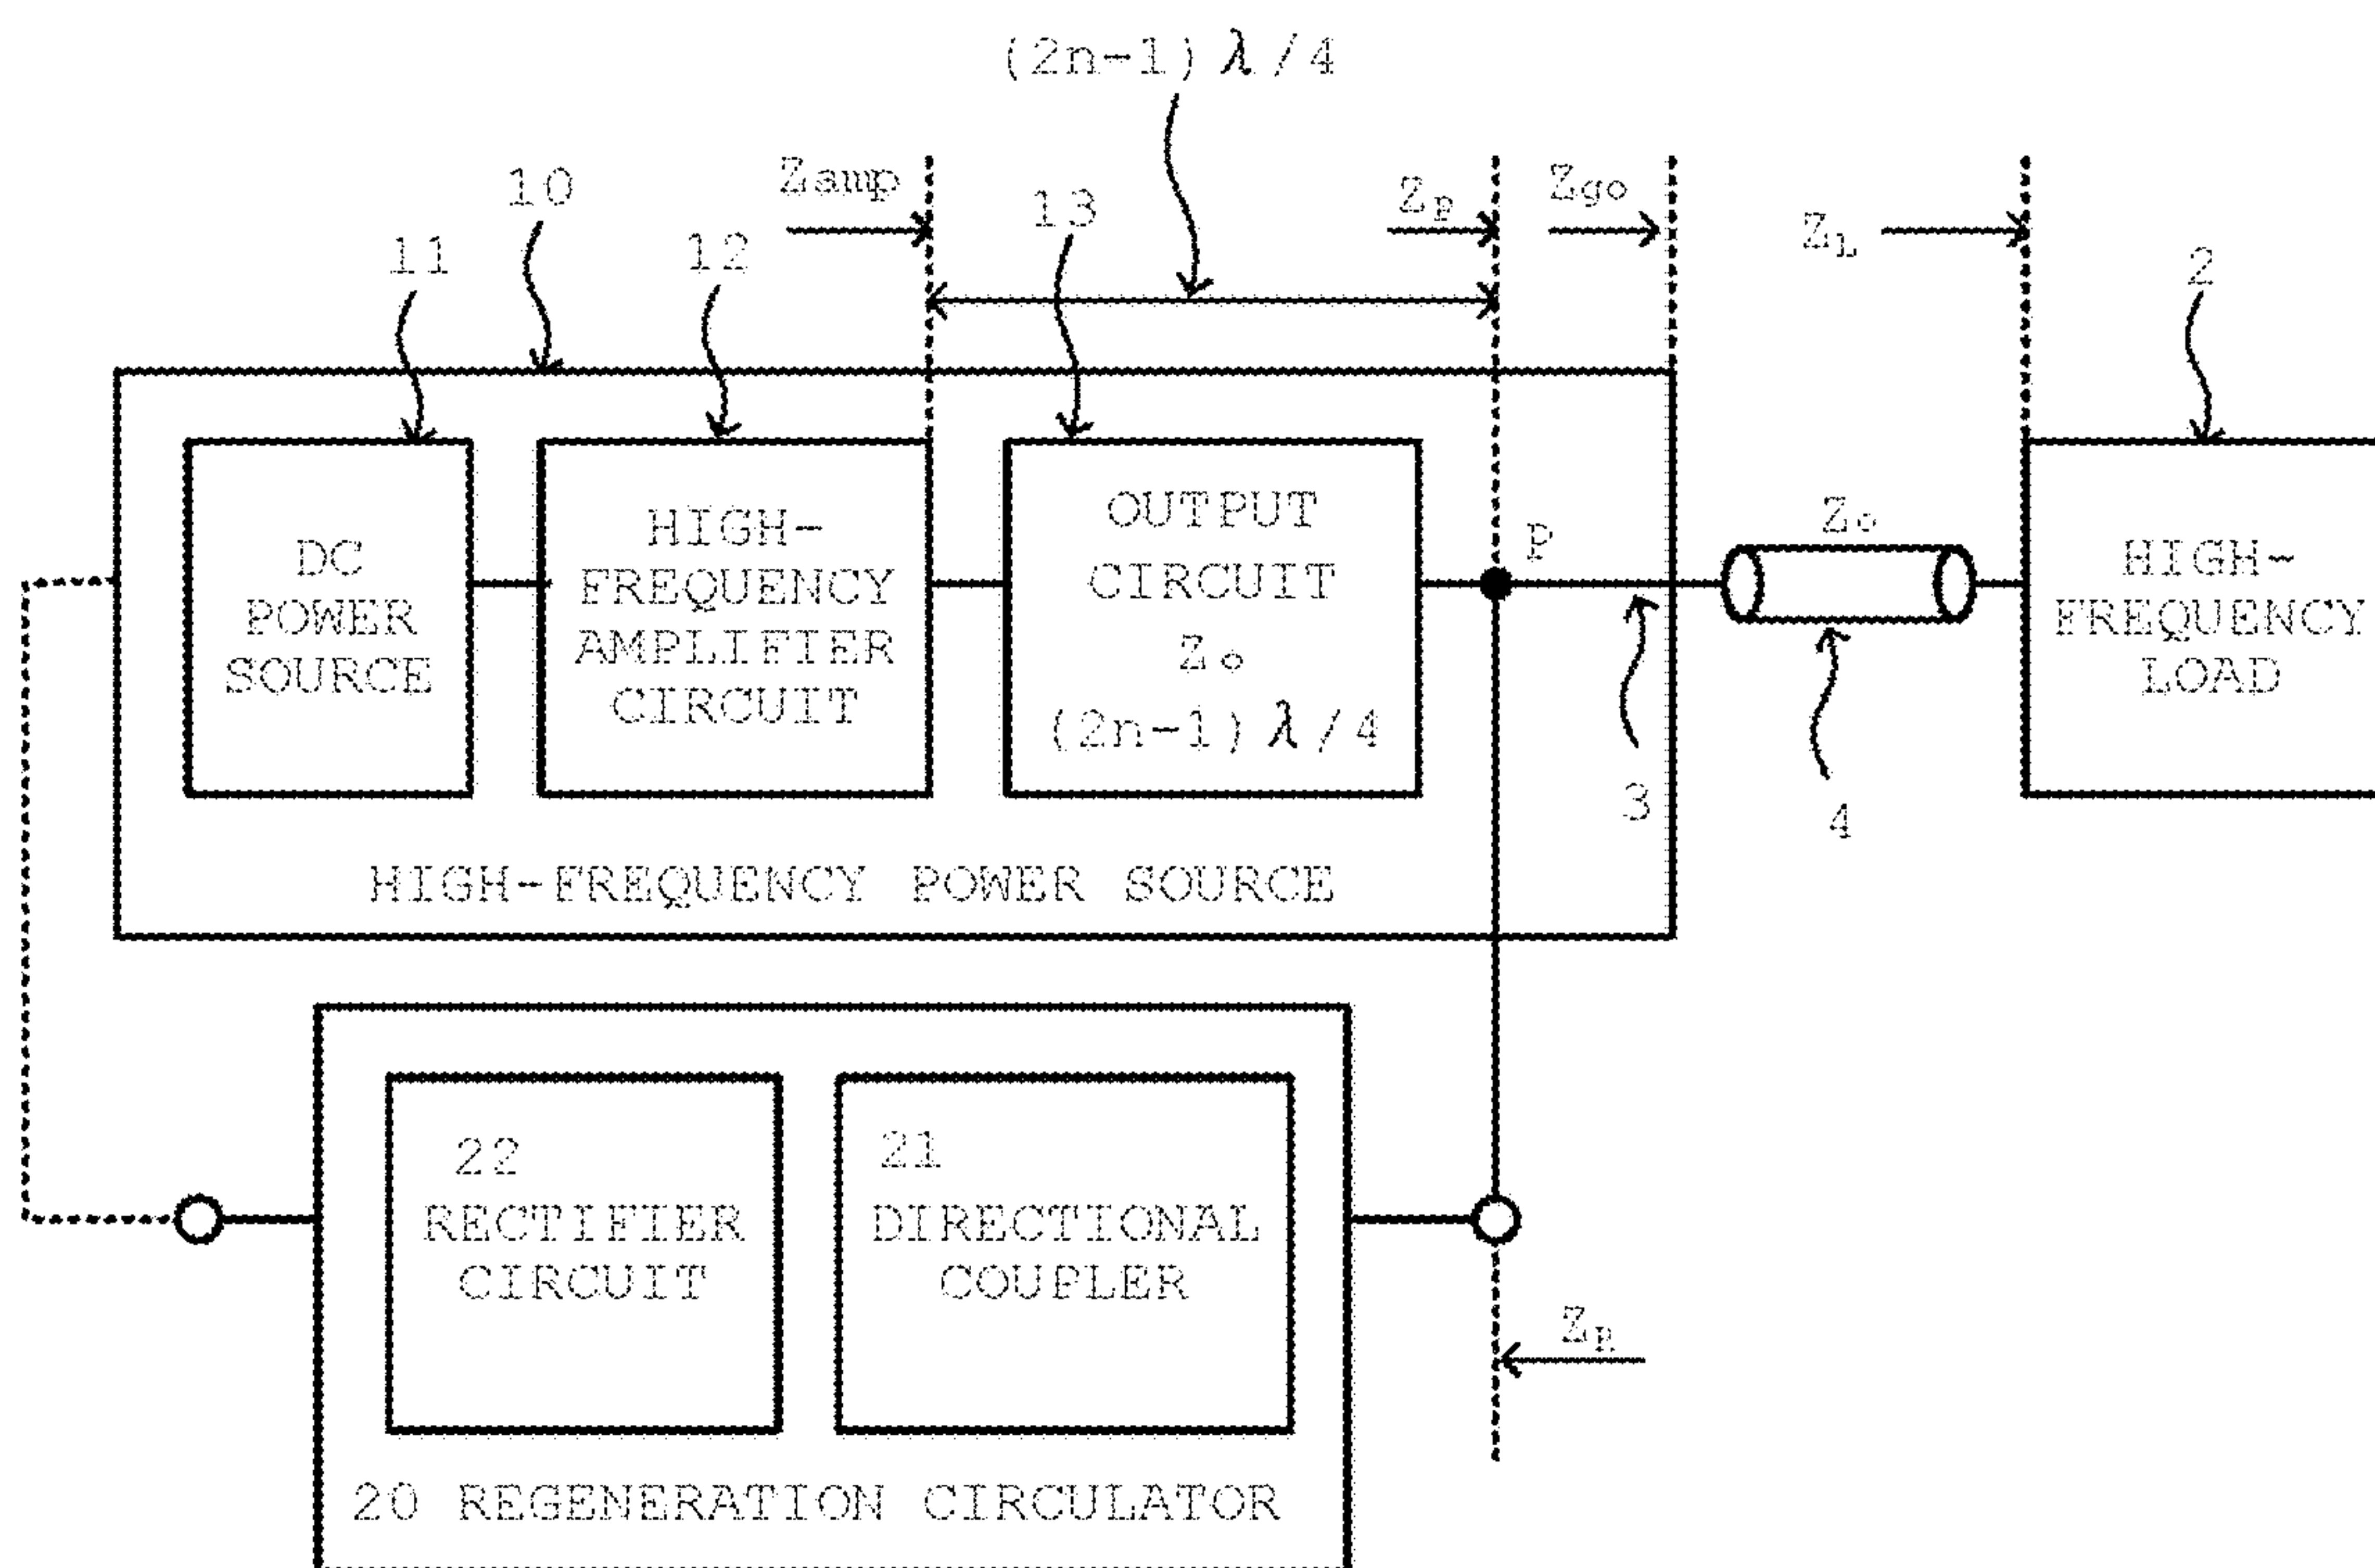 (2n-1)λ/4
10
11
12
Zamp
13
Zp
Zgo
ZL
2
DC
POWER
SOURCE
HIGH-
FREQUENCY
AMPLIFIER
CIRCUIT
OUTPUT
CIRCUIT
Zo
(2n-1)λ/4
P
Zo
HIGH-
FREQUENCY
LOAD
3
4
HIGH-FREQUENCY POWER SOURCE
22
RECTIFIER
CIRCUIT
21
DIRECTIONAL
COUPLER
ZR
20 REGENERATION CIRCULATOR